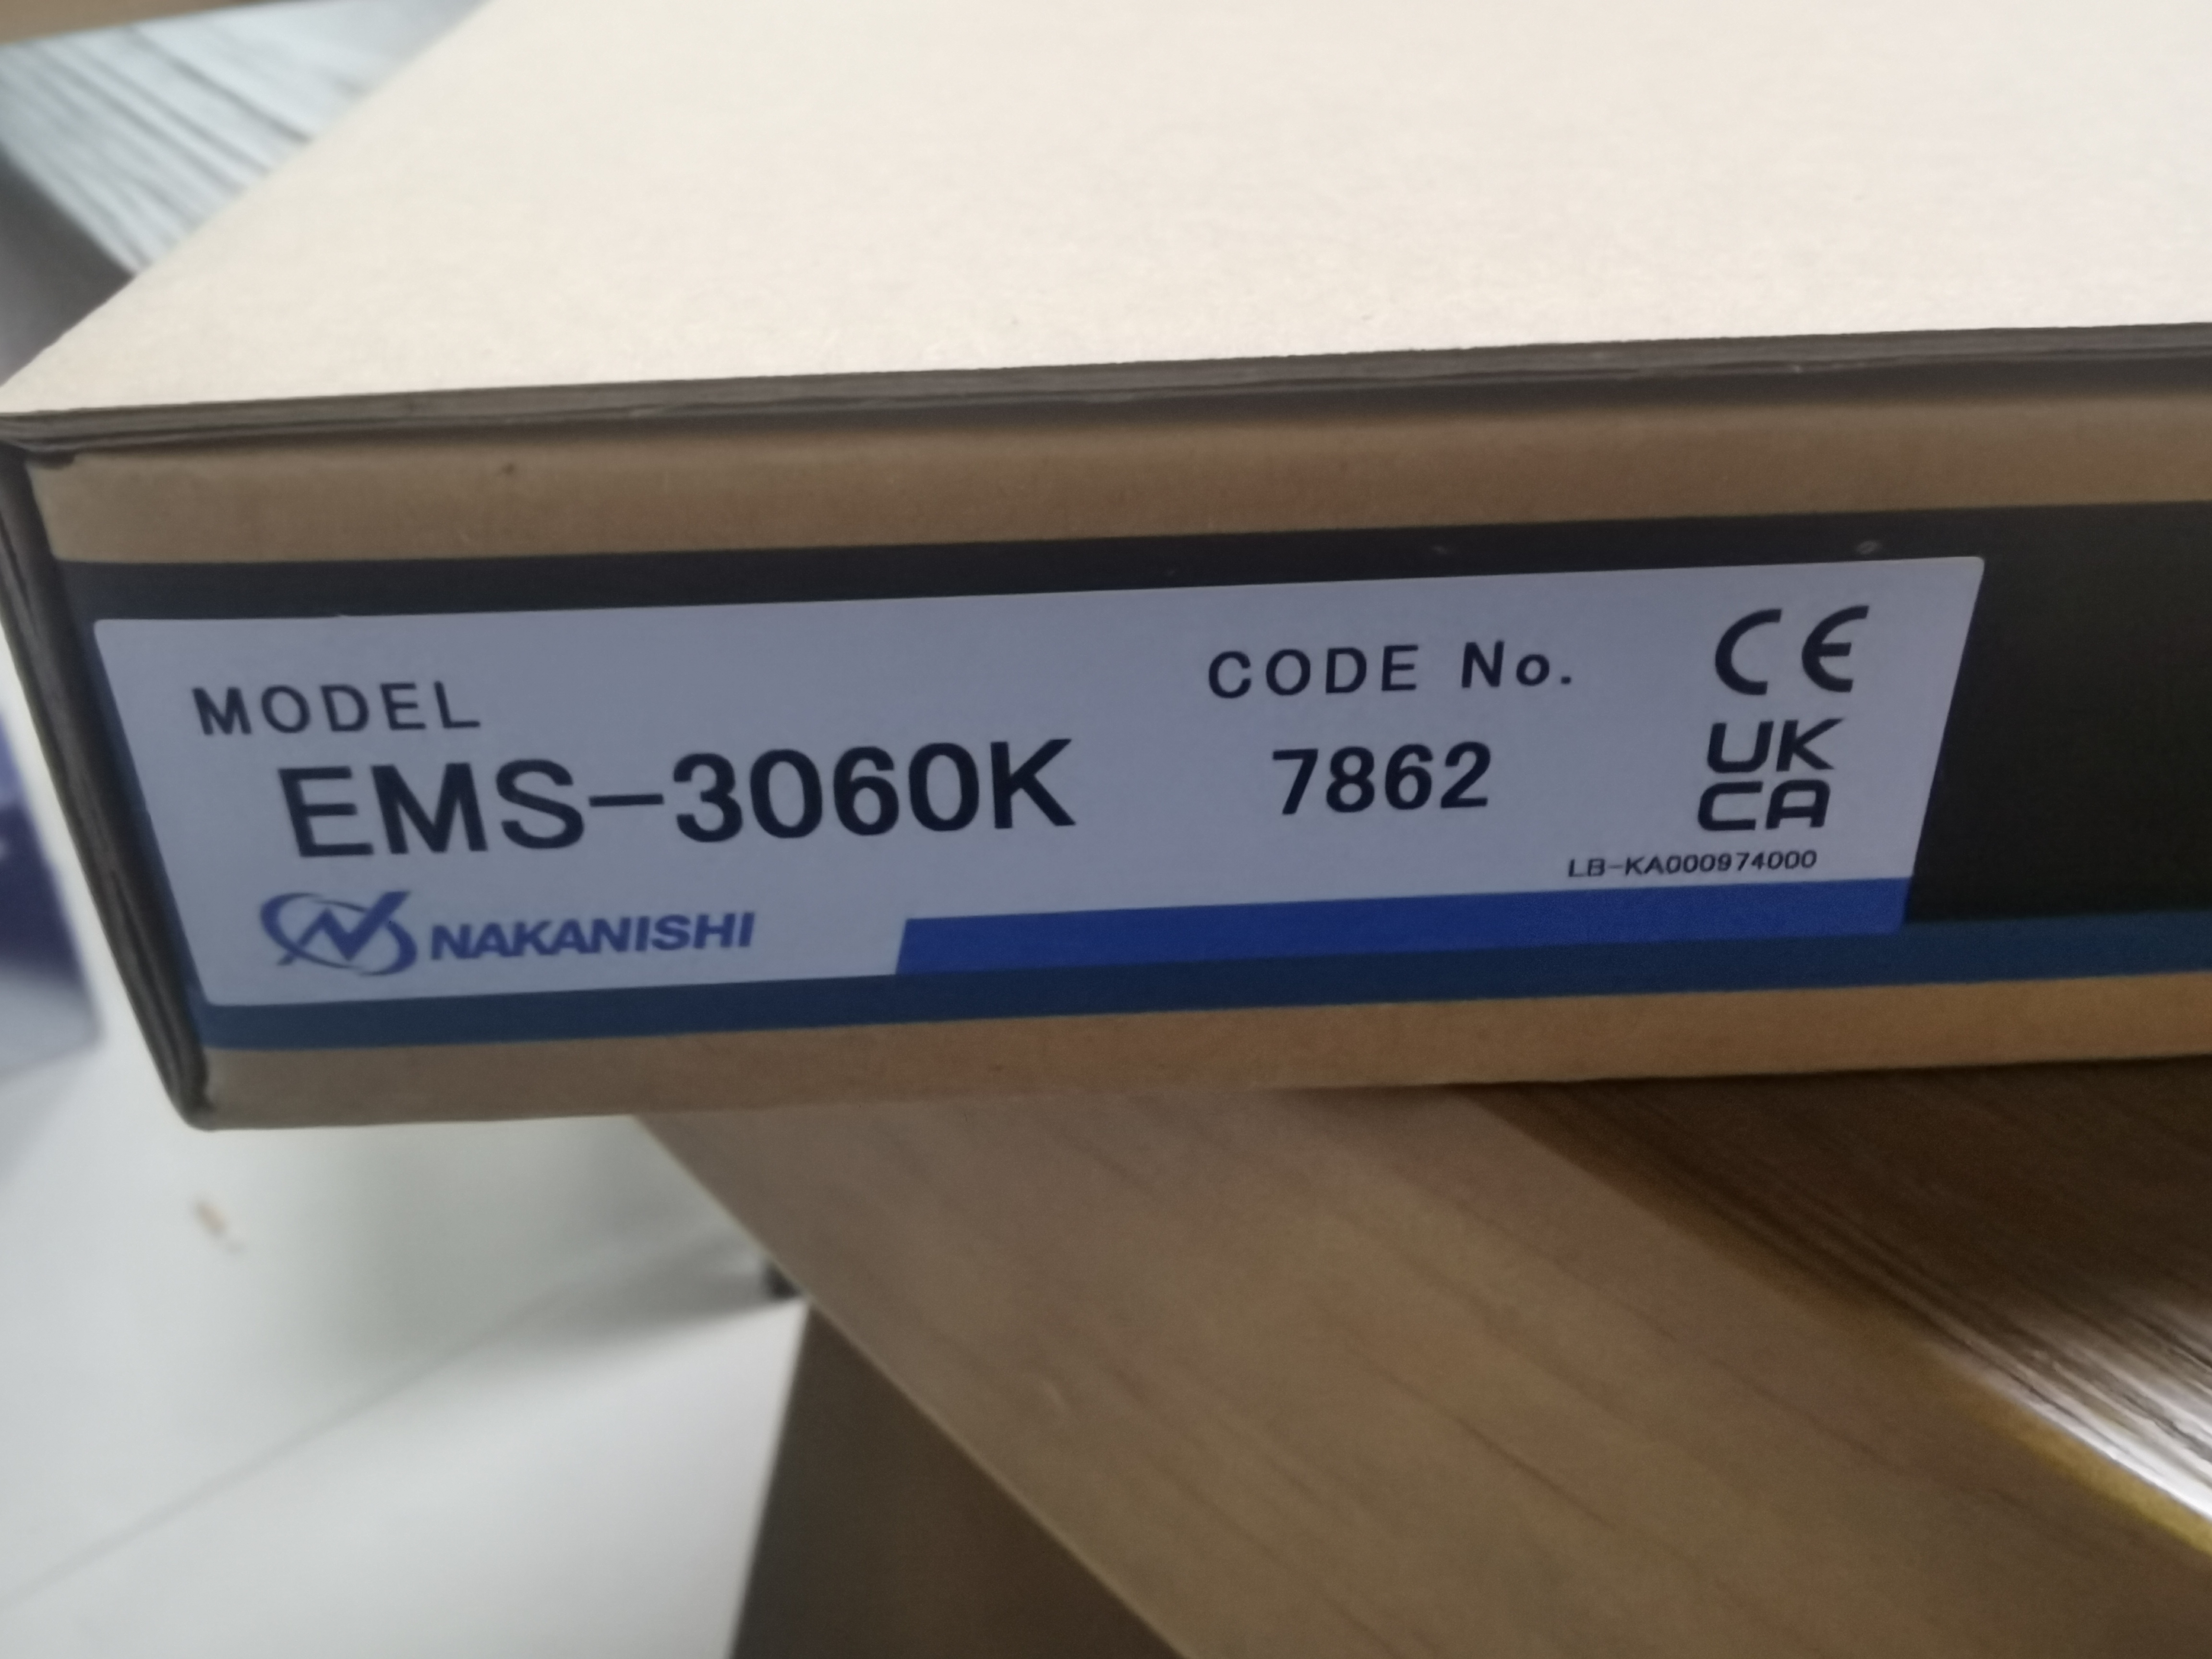 MODEL
EMS-3060K
CODE No.
7862
CE
UK
CA
LB-KA000974000
NAKANISHI